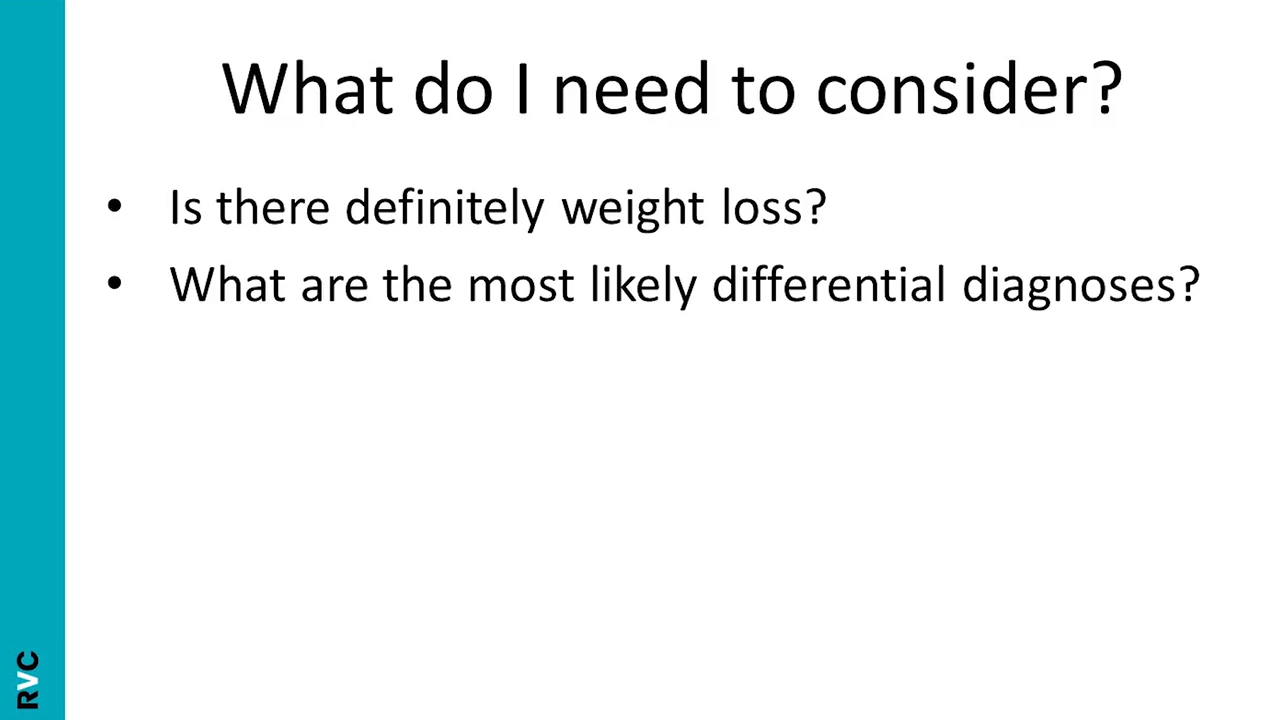 What do I need to consider?
• Is there definitely weight loss?
• What are the most likely differential diagnoses?
RVC